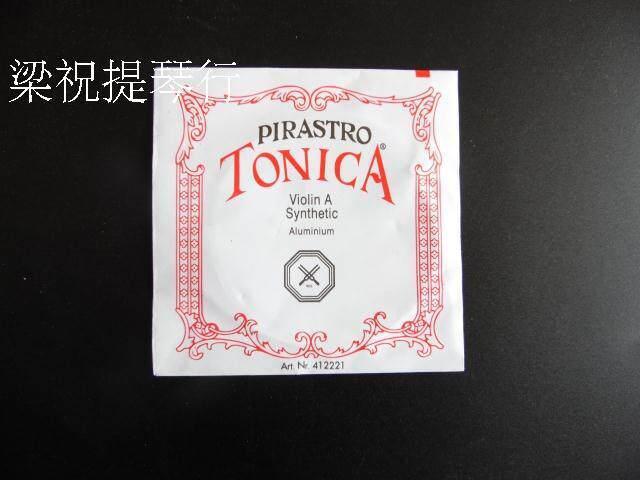 梁祝提琴行
PIRASTRO
TONICA®
Violin A
Synthetic
Aluminium
Art. Nr. 412221